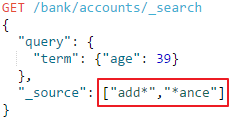 GET /bank/accounts/_search
{
"query": {
"term": {"age": 39}
},
"_source": ["add*","*ance"]
}